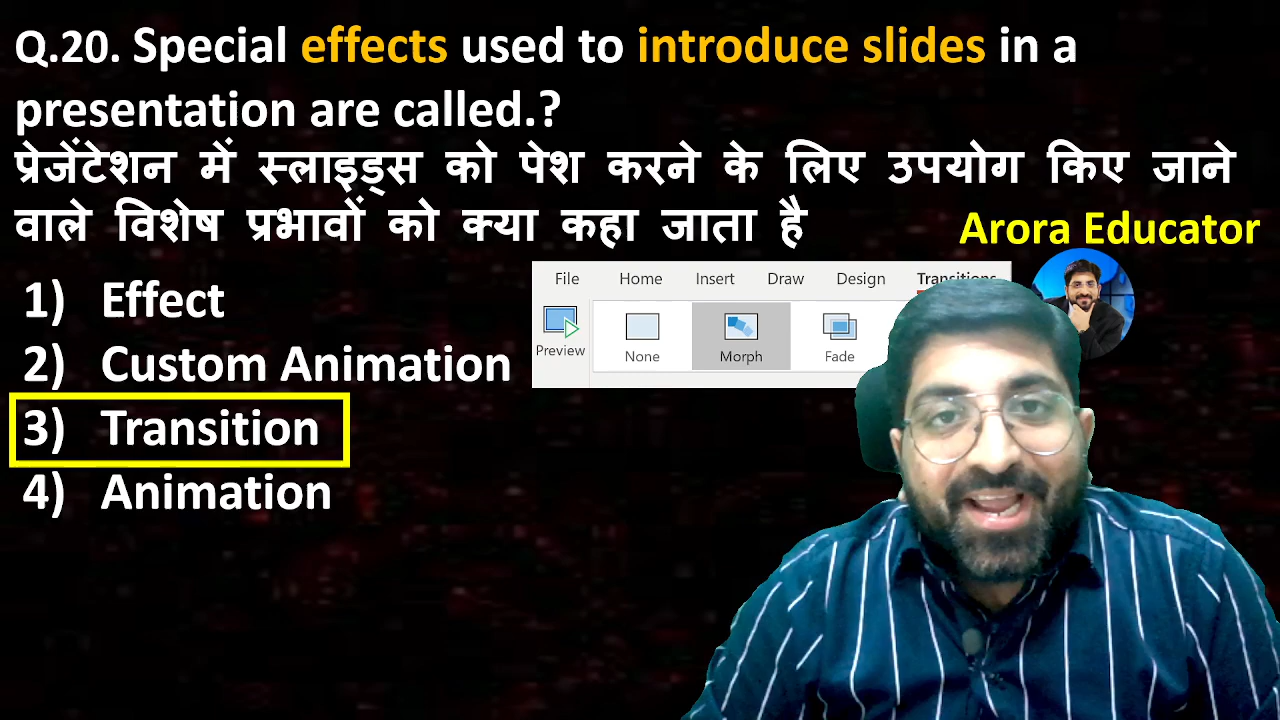 Q.20. Special effects used to introduce slides in a
presentation are called.?
प्रेजेंटेशन में स्लाइड्स को पेश करने के लिए उपयोग किए जाने
वाले विशेष प्रभावों को क्या कहा जाता है
Arora Educator
1) Effect
2) Custom Animation
3) Transition
4) Animation
File Home Insert Draw Design Transitions
Preview None Morph Fade